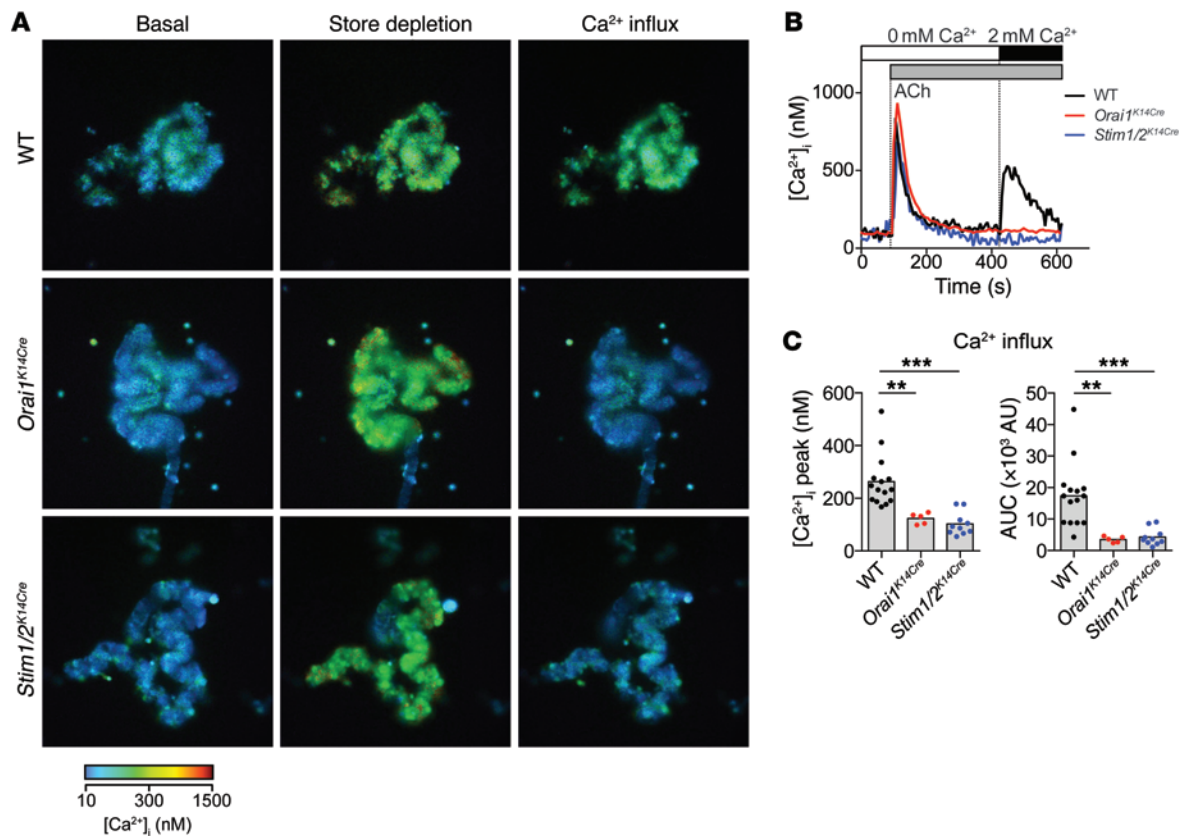 A
Basal
Store depletion
Ca²⁺ influx
WT
Orai1ᴷ¹⁴ᶜʳᵉ
Stim1/2ᴷ¹⁴ᶜʳᵉ
10 300 1500
[Ca²⁺]ᵢ (nM)
B
0 mM Ca²⁺ 2 mM Ca²⁺
ACh
WT
Orai1ᴷ¹⁴ᶜʳᵉ
Stim1/2ᴷ¹⁴ᶜʳᵉ
[Ca²⁺]ᵢ (nM)
1000
500
0
0 200 400 600
Time (s)
C
Ca²⁺ influx
[Ca²⁺]ᵢ peak (nM)
600
400
200
0
***
**
WT
Orai1ᴷ¹⁴ᶜʳᵉ
Stim1/2ᴷ¹⁴ᶜʳᵉ
AUC (×10³ AU)
50
40
30
20
10
0
***
**
WT
Orai1ᴷ¹⁴ᶜʳᵉ
Stim1/2ᴷ¹⁴ᶜʳᵉ